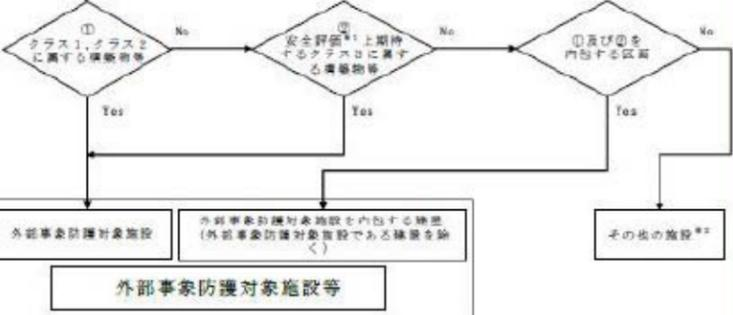 ①
クラス1，クラス2
に属する構築物等
No
②
安全評価※1上期待
するクラス3に属す
る構築物等
No
①及び②を
内包する区画
No
Yes
Yes
Yes
外部事象防護対象施設
外部事象防護対象施設を内包する建屋
(外部事象防護対象施設である建屋を除
く)
その他の施設※2
外部事象防護対象施設等